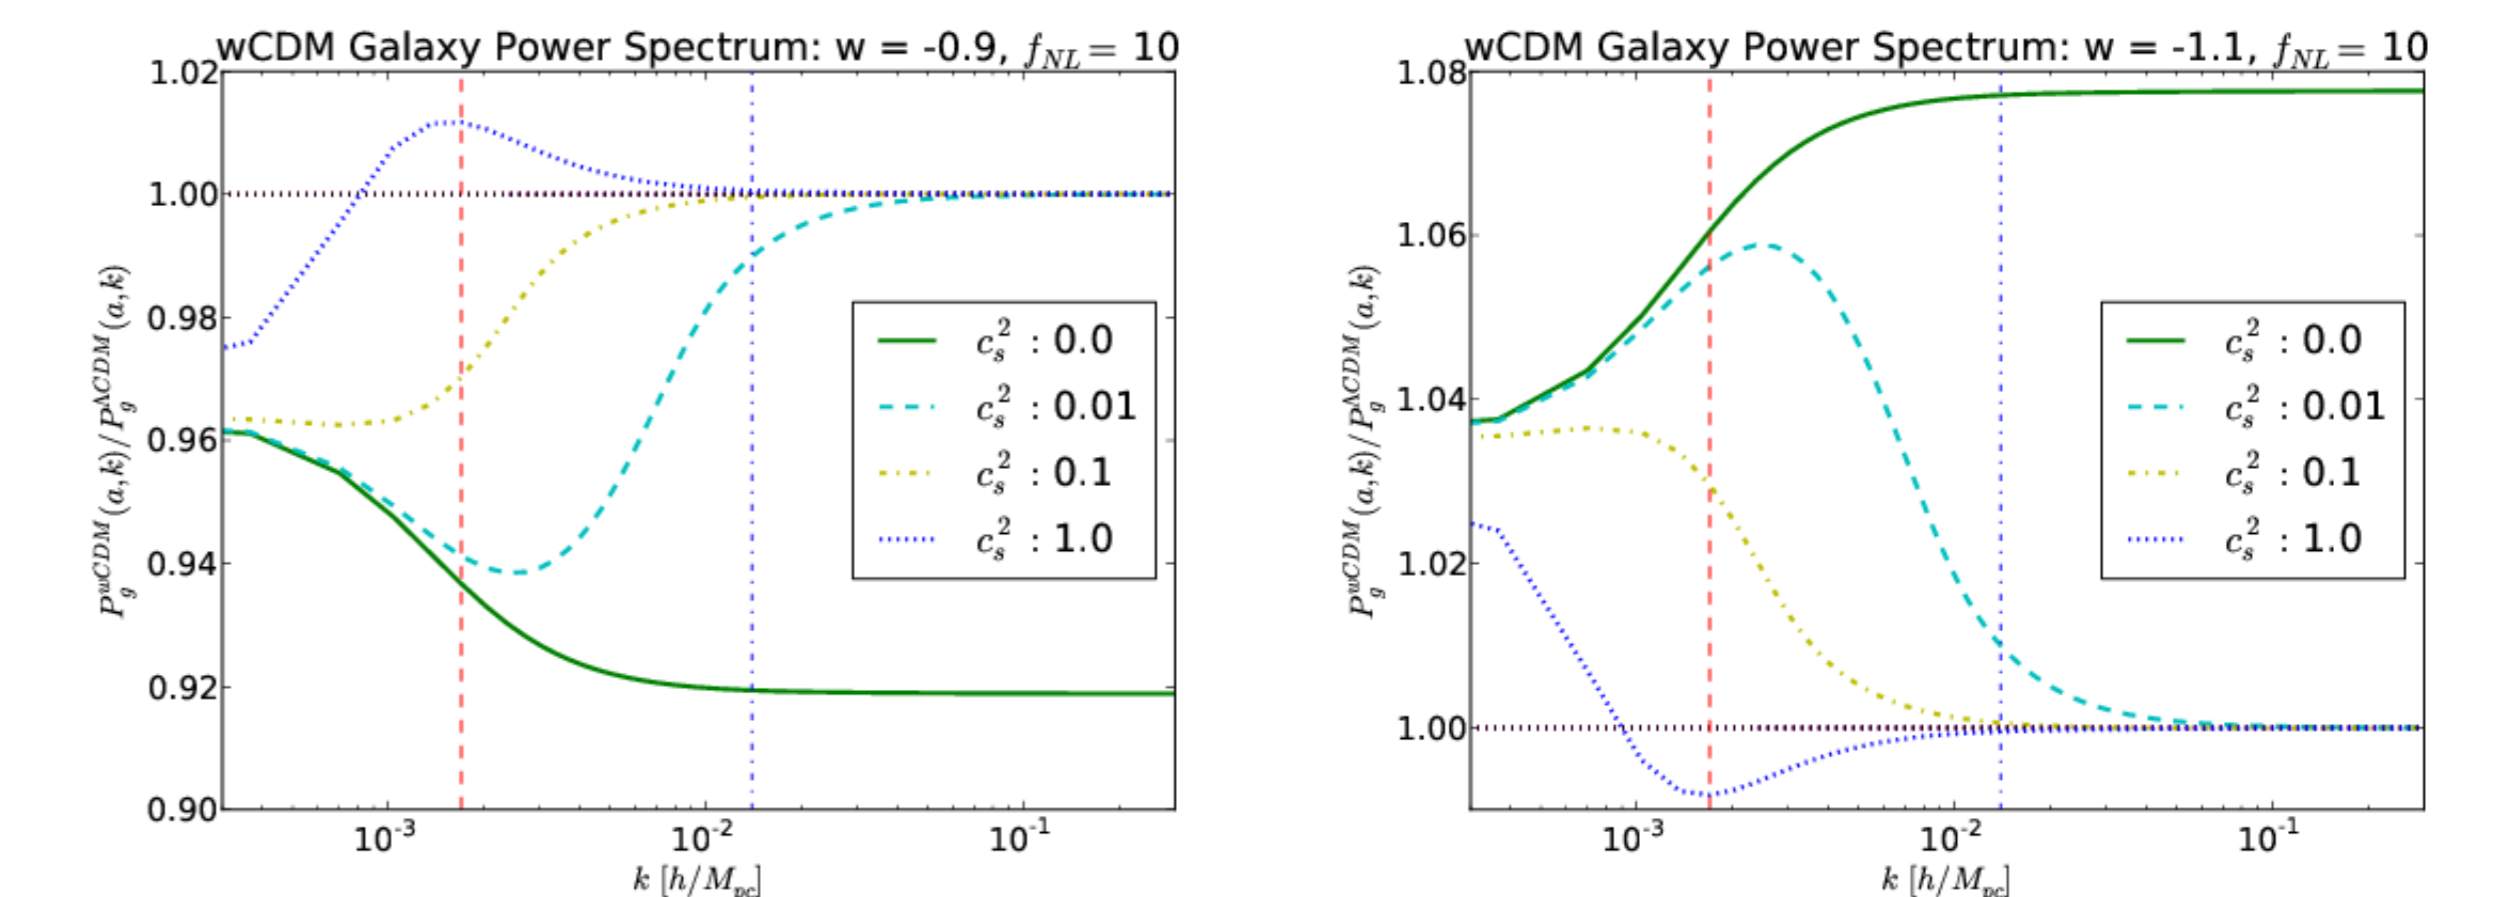 wCDM Galaxy Power Spectrum: w = -0.9, f_NL = 10
1.02
1.00
0.98
0.96
0.94
0.92
0.90
P_g^wCDM(a,k)/P_g^ΛCDM(a,k)
c_s^2 : 0.0
c_s^2 : 0.01
c_s^2 : 0.1
c_s^2 : 1.0
10^-3
10^-2
10^-1
k [h/M_pc]
wCDM Galaxy Power Spectrum: w = -1.1, f_NL = 10
1.08
1.06
1.04
1.02
1.00
P_g^wCDM(a,k)/P_g^ΛCDM(a,k)
c_s^2 : 0.0
c_s^2 : 0.01
c_s^2 : 0.1
c_s^2 : 1.0
10^-3
10^-2
10^-1
k [h/M_pc]